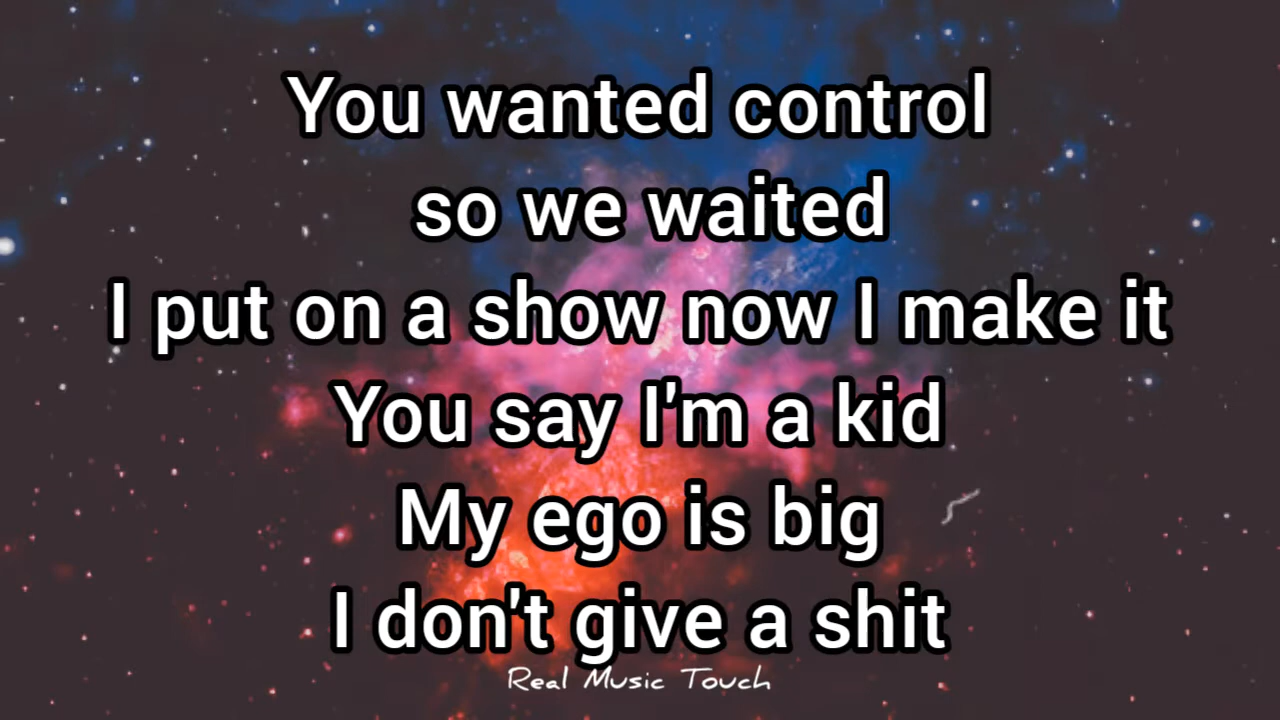 You wanted control
so we waited
I put on a show now I make it
You say I'm a kid
My ego is big
I don't give a shit
Real Music Touch